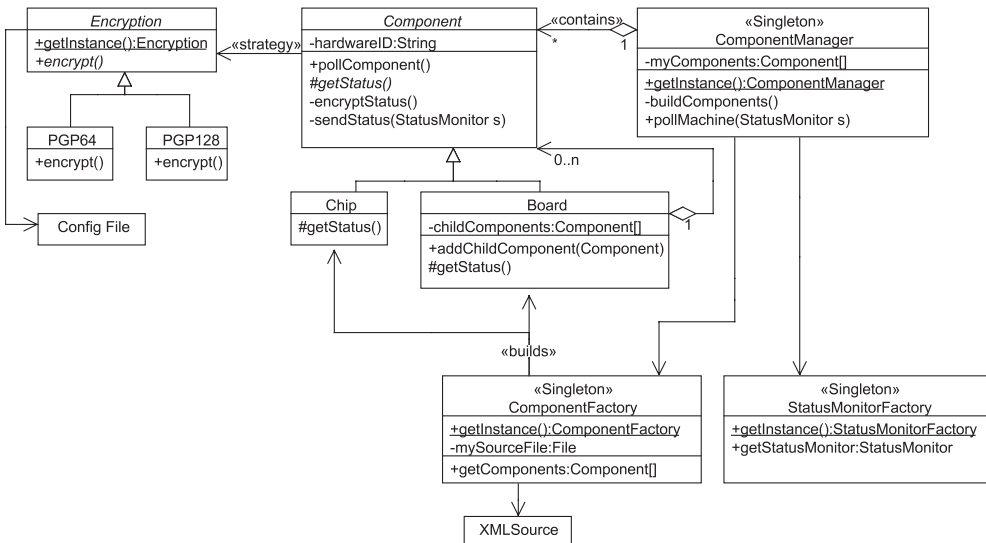 Encryption
+getInstance():Encryption
+encrypt()
«strategy»
Component
-hardwareID:String
+pollComponent()
#getStatus()
-encryptStatus()
-sendStatus(StatusMonitor s)
«contains»
*
1
«Singleton»
ComponentManager
-myComponents:Component[]
+getInstance():ComponentManager
-buildComponents()
+pollMachine(StatusMonitor s)
PGP64
+encrypt()
PGP128
+encrypt()
0..n
Config File
Chip
#getStatus()
Board
-childComponents:Component[]
+addChildComponent(Component)
#getStatus()
1
«builds»
«Singleton»
ComponentFactory
+getInstance():ComponentFactory
-mySourceFile:File
+getComponents:Component[]
«Singleton»
StatusMonitorFactory
+getInstance():StatusMonitorFactory
+getStatusMonitor:StatusMonitor
XMLSource